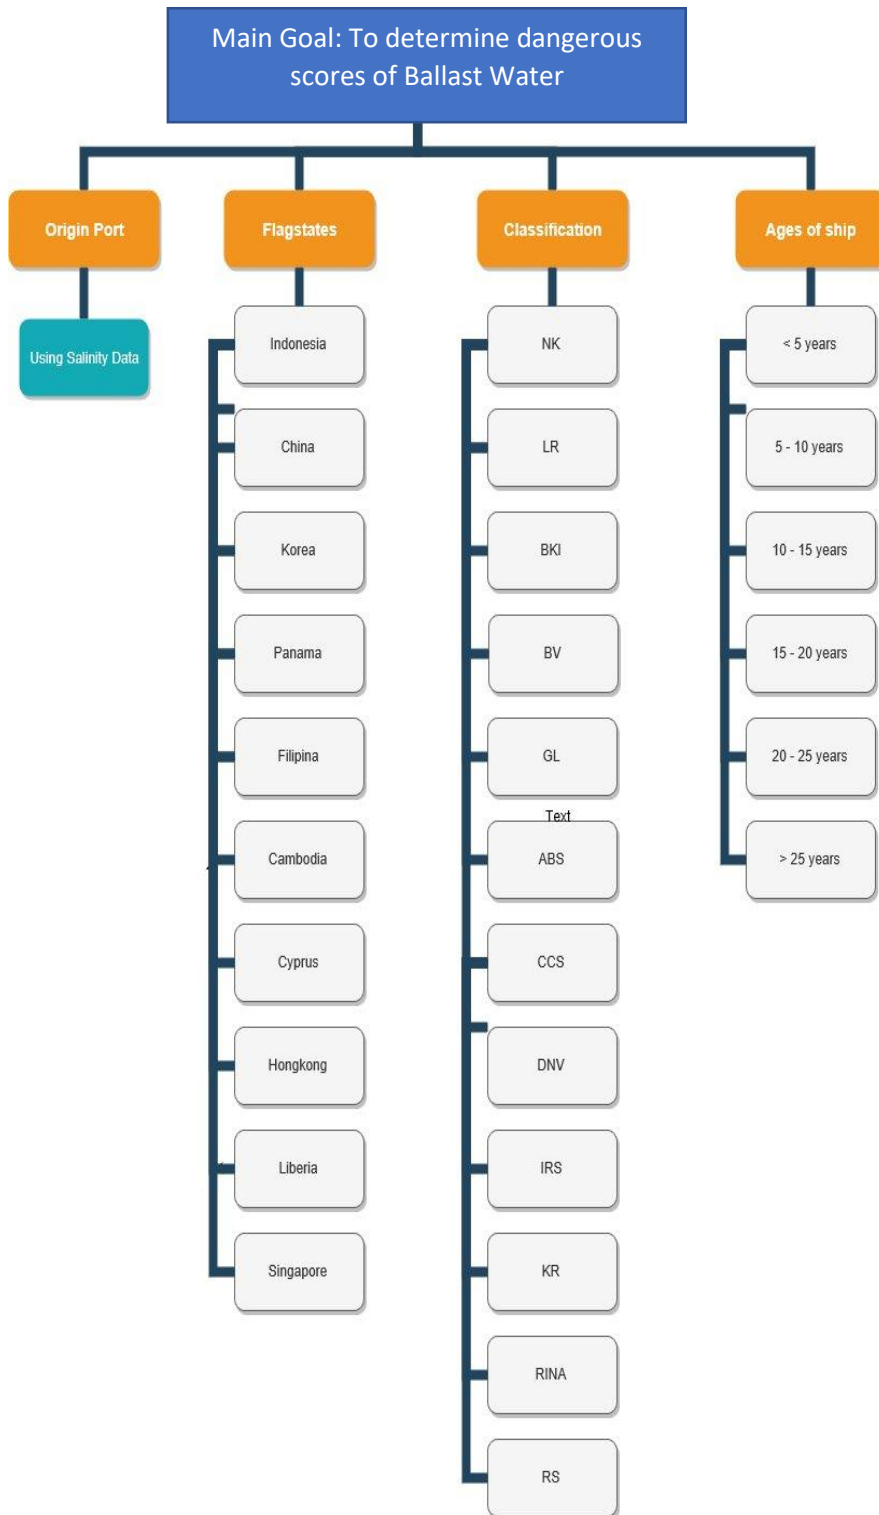 Main Goal: To determine dangerous
scores of Ballast Water
Origin Port
Flagstates
Classification
Ages of ship
Using Salinity Data
Indonesia
China
Korea
Panama
Filipina
Cambodia
Cyprus
Hongkong
Liberia
Singapore
NK
LR
BKI
BV
GL
Text
ABS
CCS
DNV
IRS
KR
RINA
RS
< 5 years
5 - 10 years
10 - 15 years
15 - 20 years
20 - 25 years
> 25 years